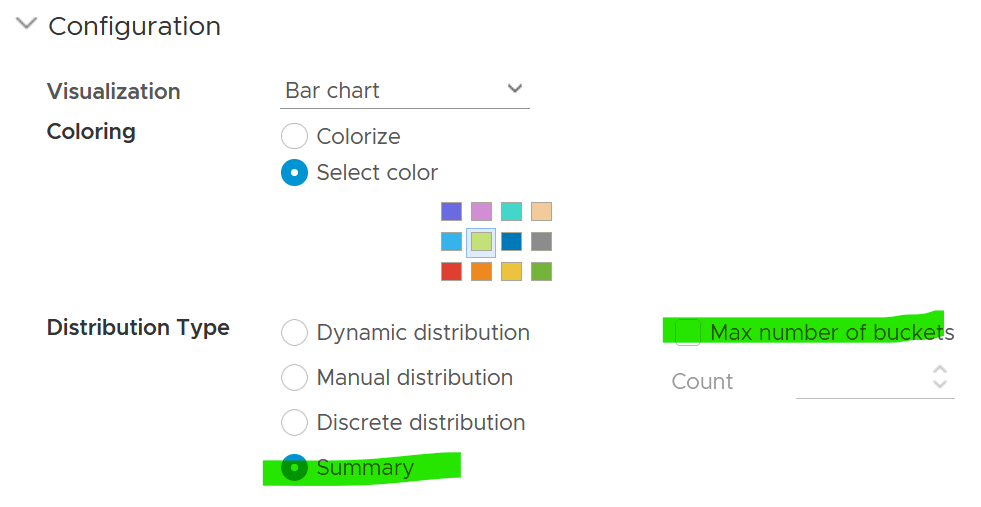 Configuration
Visualization
Bar chart
Coloring
Colorize
Select color
Distribution Type
Dynamic distribution
Max number of buckets
Manual distribution
Count
Discrete distribution
Summary